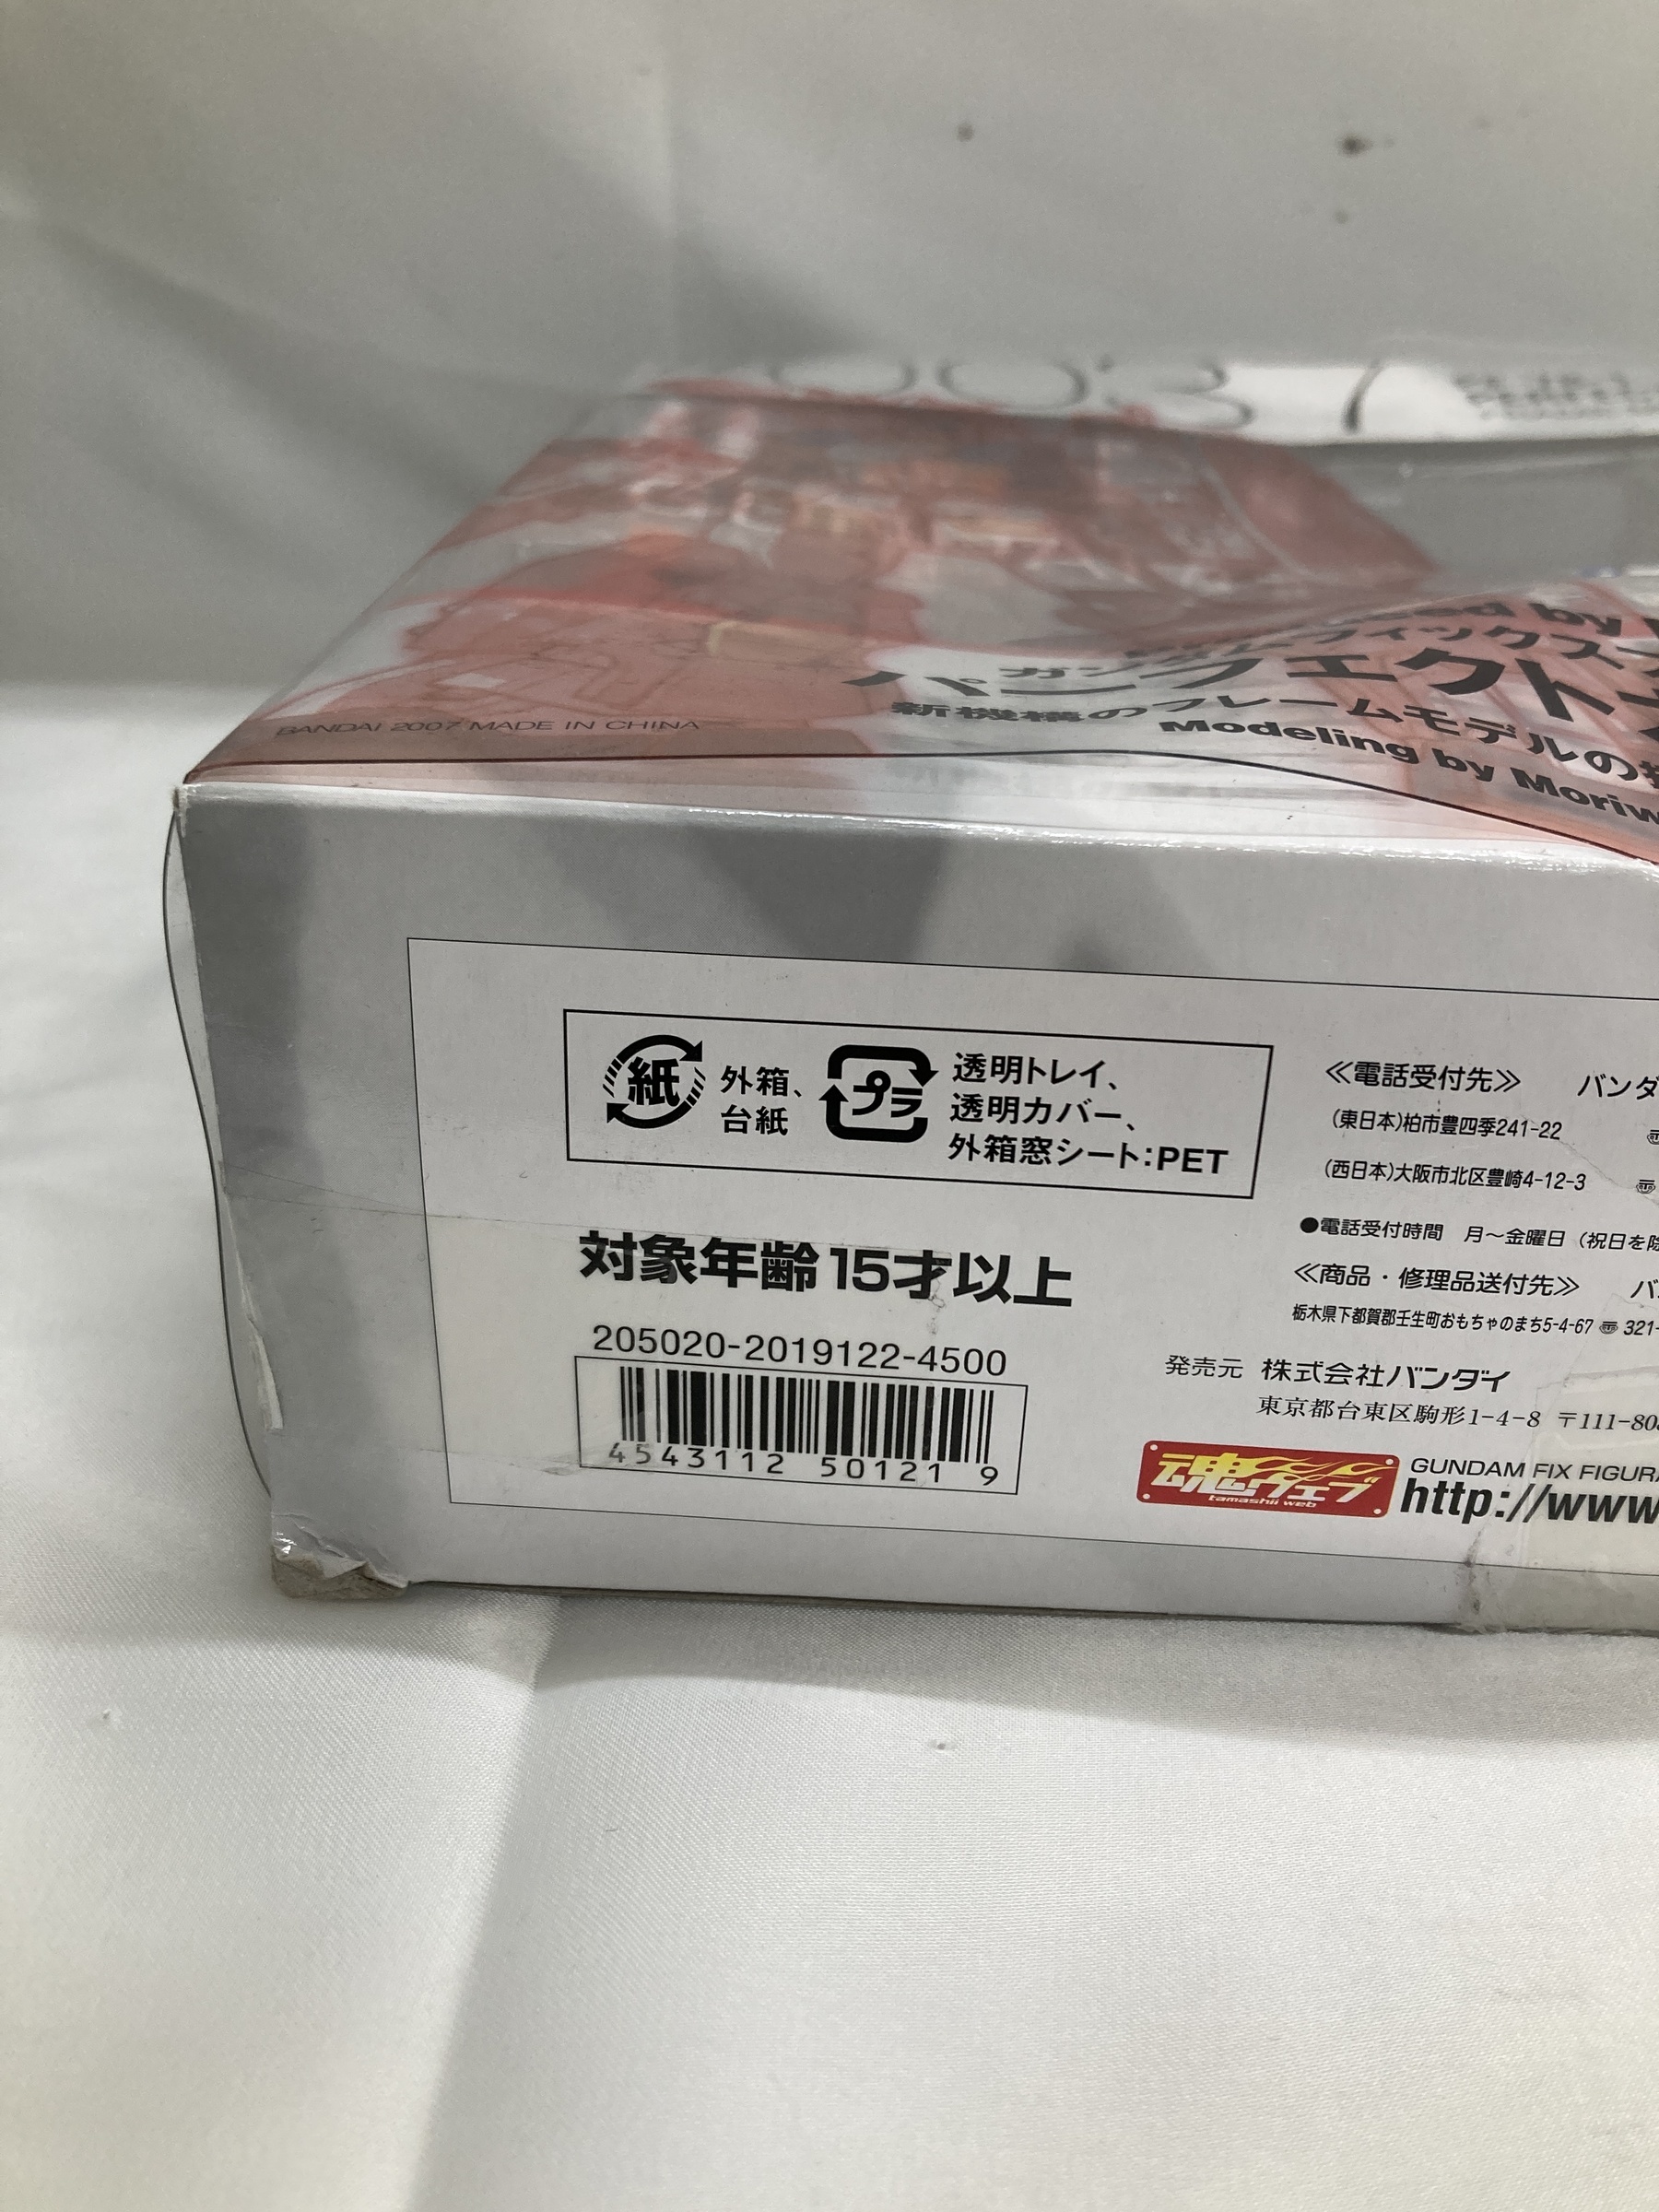 003
BANDAI 2007 MADE IN CHINA
パーフェクト
新機構のフレームモデルの
Modeling by Moriw
紙 外箱、
台紙
プラ 透明トレイ、
透明カバー、
外箱窓シート:PET
対象年齢15才以上
205020-2019122-4500
4543112 501219
≪電話受付先≫ バンダ
(東日本)柏市豊四季241-22
(西日本)大阪市北区豊崎4-12-3
●電話受付時間 月〜金曜日(祝日を除
≪商品・修理品送付先≫ バ
栃木県下都賀郡壬生町おもちゃのまち5-4-67 〠321-
発売元 株式会社バンダイ
東京都台東区駒形1-4-8 〒111-80
魂ウェブ
tamashii web
GUNDAM FIX FIGURA
http://www